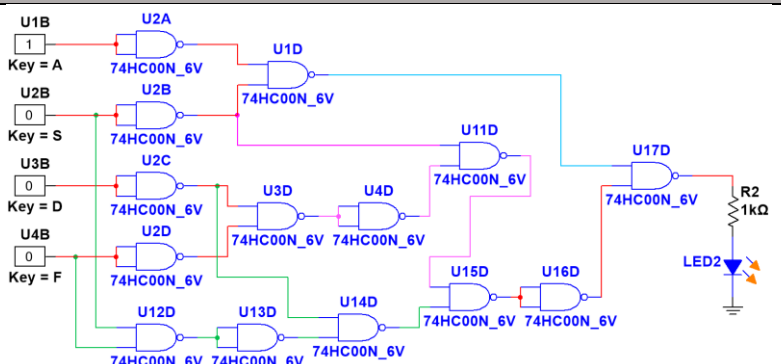 U1B
1
Key = A
U2A
74HC00N_6V
U1D
74HC00N_6V
U2B
0
Key = S
U2B
74HC00N_6V
U11D
74HC00N_6V
U17D
74HC00N_6V
U3B
0
Key = D
U2C
74HC00N_6V
U3D
74HC00N_6V
U4D
74HC00N_6V
R2
1kΩ
U4B
0
Key = F
U2D
74HC00N_6V
LED2
U15D
74HC00N_6V
U16D
74HC00N_6V
U12D
74HC00N_6V
U13D
74HC00N_6V
U14D
74HC00N_6V